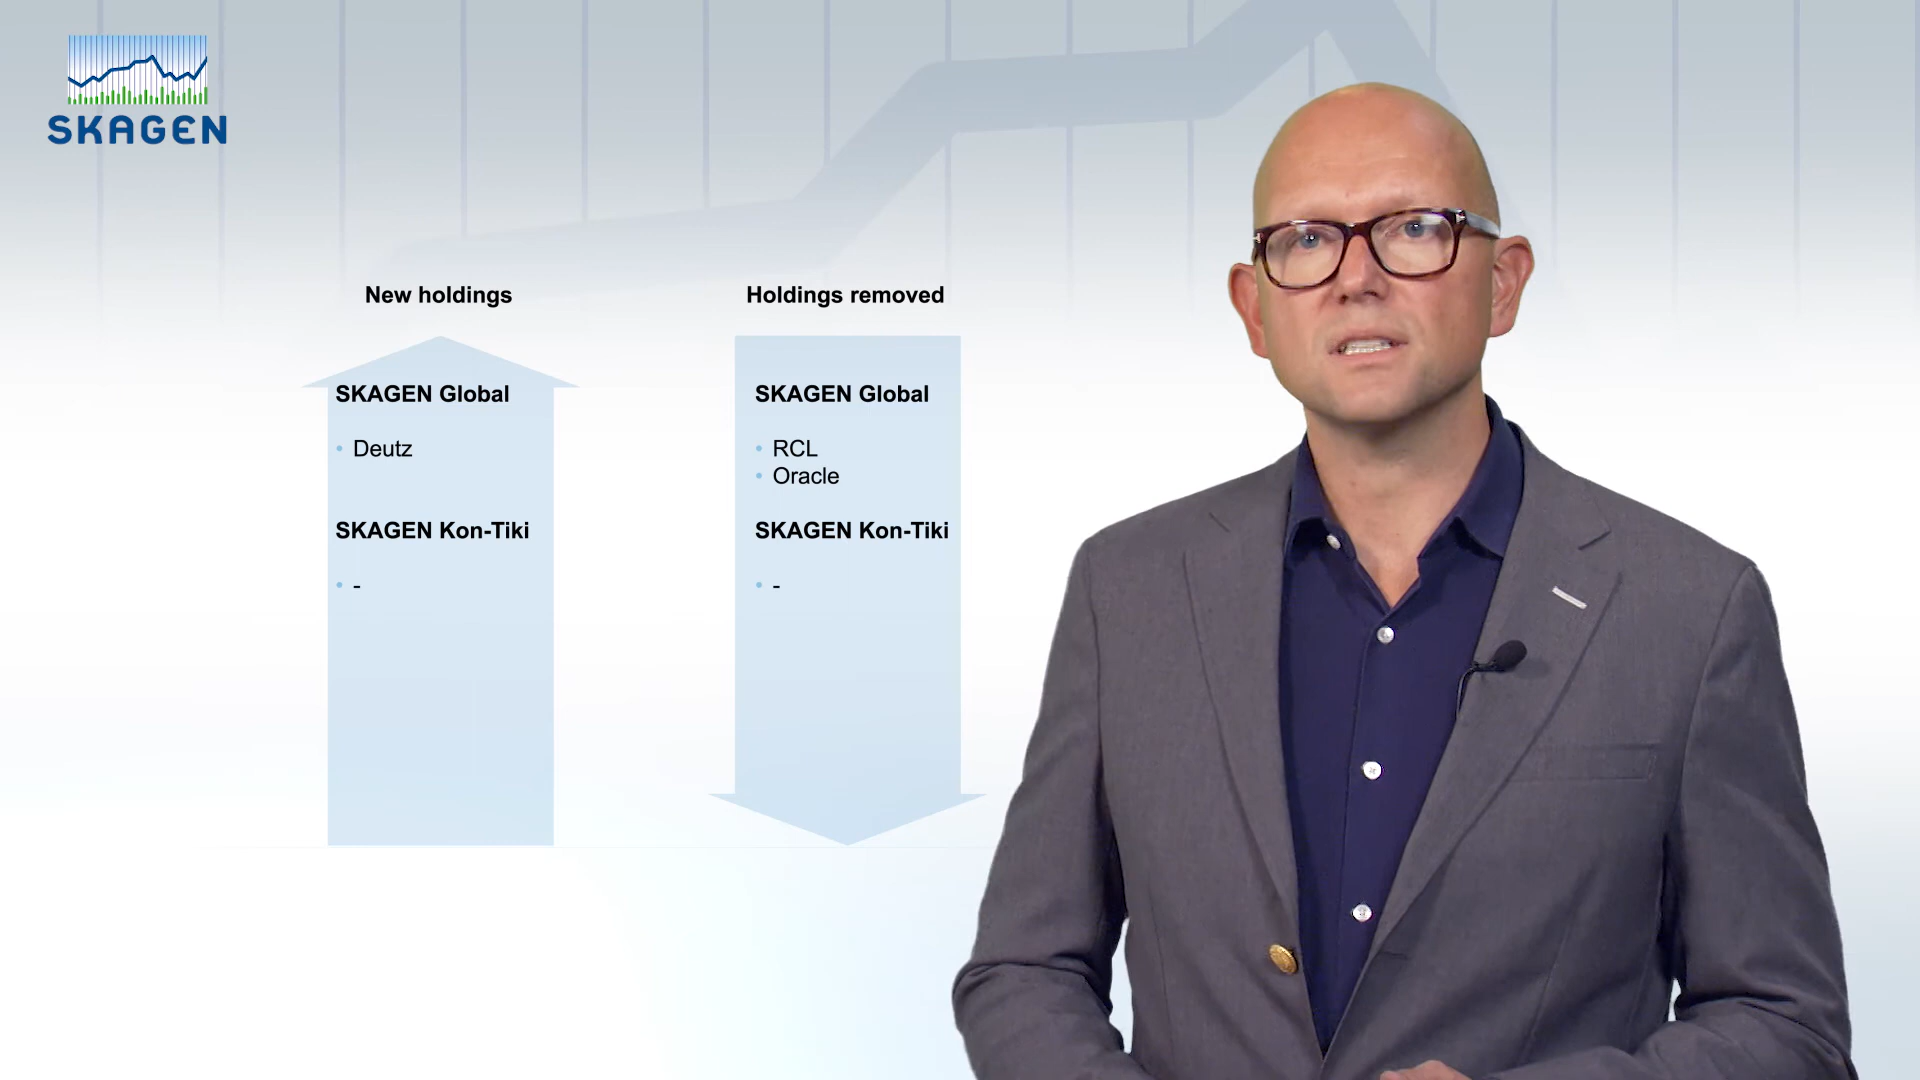 SKAGEN
New holdings
SKAGEN Global
• Deutz
SKAGEN Kon-Tiki
• -
Holdings removed
SKAGEN Global
• RCL
• Oracle
SKAGEN Kon-Tiki
• -